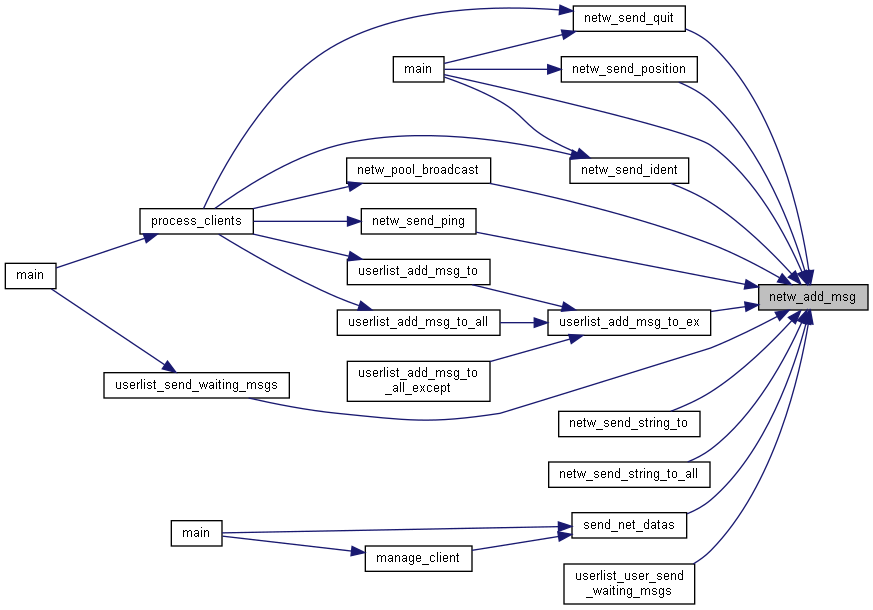 netw_send_quit
main
netw_send_position
netw_pool_broadcast
netw_send_ident
process_clients
netw_send_ping
main
userlist_add_msg_to
netw_add_msg
userlist_add_msg_to_all
userlist_add_msg_to_ex
userlist_send_waiting_msgs
userlist_add_msg_to
_all_except
netw_send_string_to
netw_send_string_to_all
main
send_net_datas
manage_client
userlist_user_send
_waiting_msgs